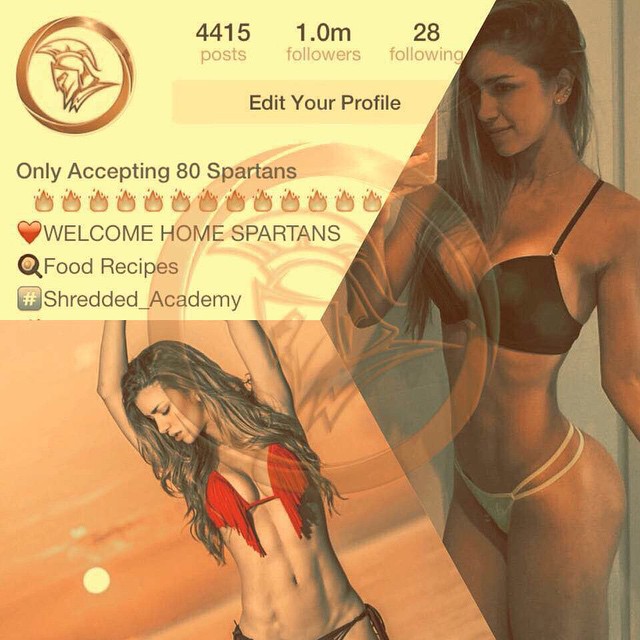 4415 1.0m 28
posts followers following
Edit Your Profile
Only Accepting 80 Spartans
🔥🔥🔥🔥🔥🔥🔥🔥🔥🔥🔥🔥🔥
❤️WELCOME HOME SPARTANS
🍳Food Recipes
#️⃣Shredded_Academy